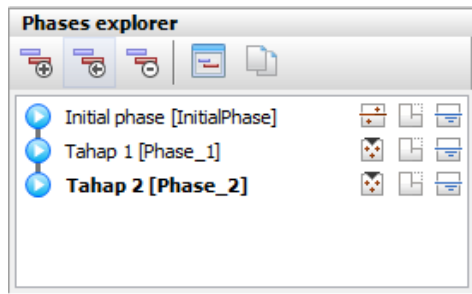 Phases explorer
Initial phase [InitialPhase]
Tahap 1 [Phase_1]
Tahap 2 [Phase_2]